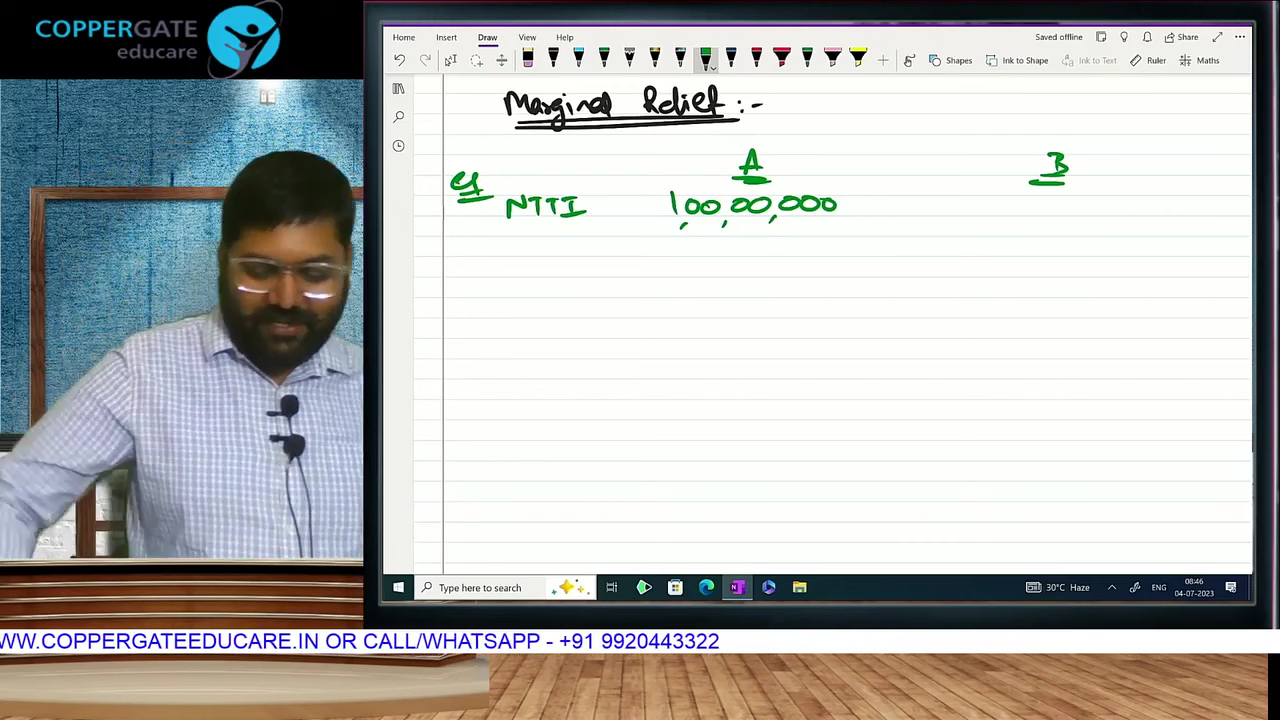 COPPERGATE
educare
Home Insert Draw View Help
Saved offline
Share
Shapes
Ink to Shape
Ink to Text
Ruler
Maths
Marginal Relief :-
A B
eg
NTTI 1,00,00,000
Type here to search
30°C Haze
ENG
08:46
04-07-2023
WWW.COPPERGATEEDUCARE.IN OR CALL/WHATSAPP - +91 9920443322